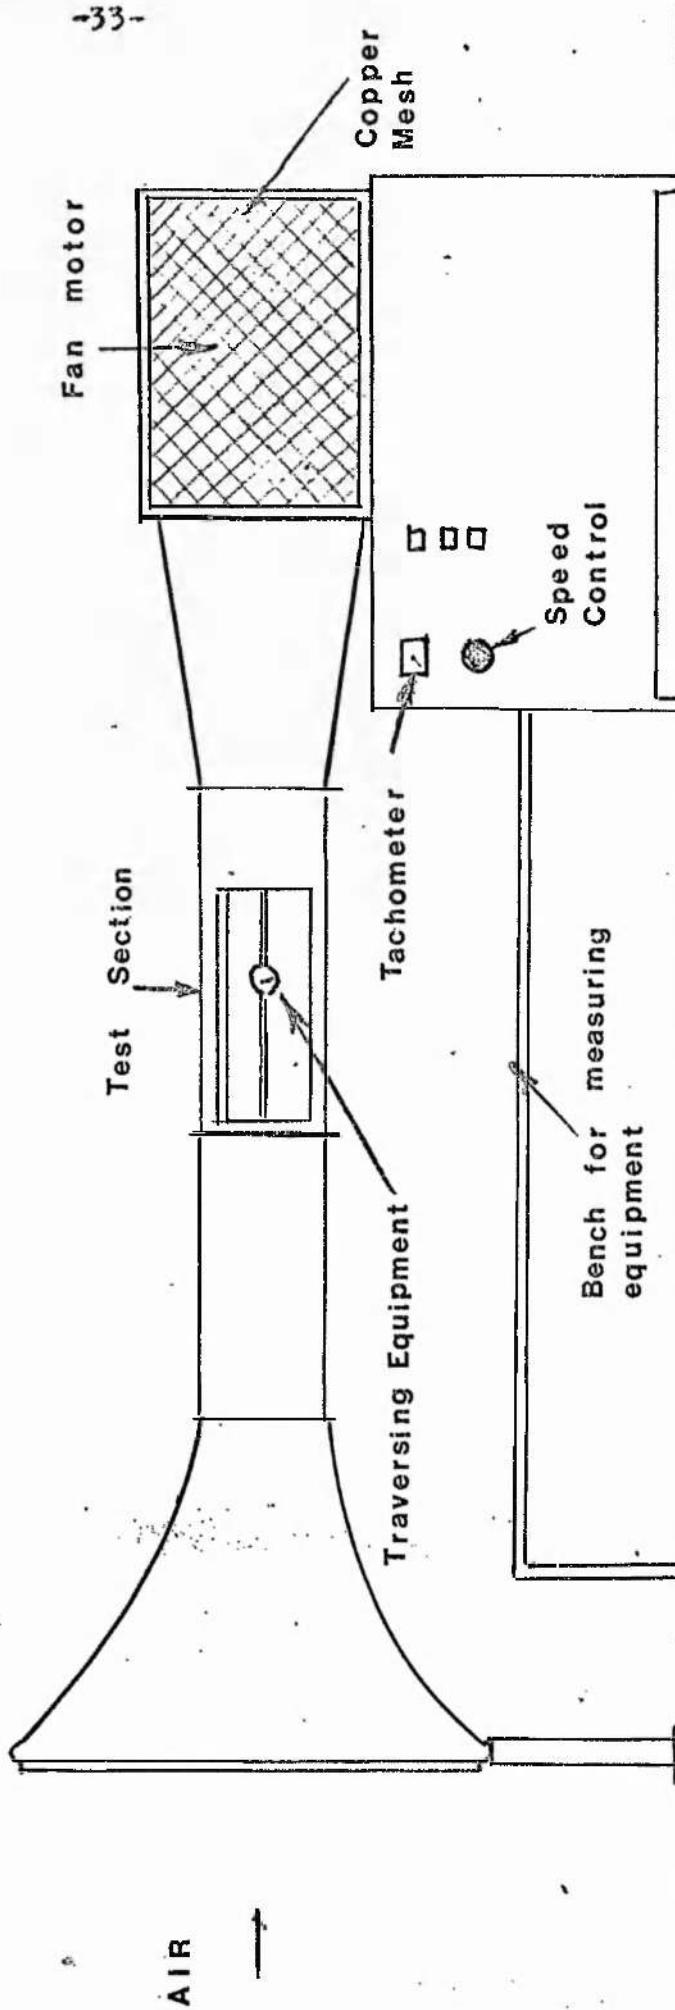 -33-
Copper
Mesh
Fan motor
Speed
Control
Tachometer
Test Section
Traversing Equipment
Bench for measuring
equipment
AIR